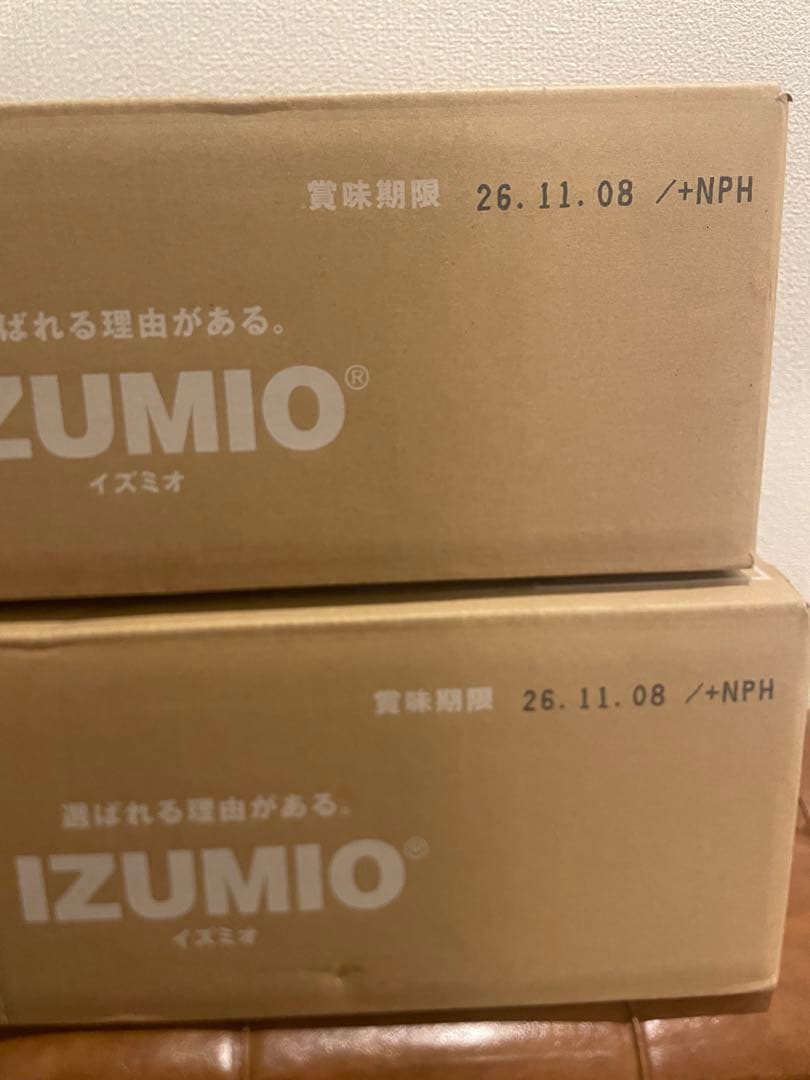 賞味期限 26.11.08 /+NPH
ばれる理由がある。
ZUMIO®
イズミオ
賞味期限 26.11.08 /+NPH
選ばれる理由がある。
IZUMIO®
イズミオ